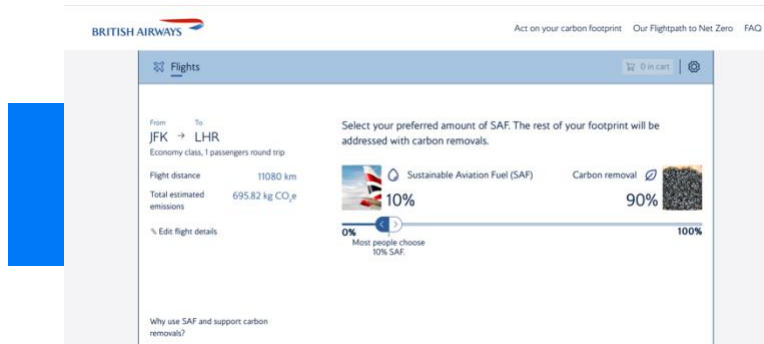 BRITISH AIRWAYS
Act on your carbon footprint Our Flightpath to Net Zero FAQ
Flights
0 in cart
From To
JFK → LHR
Economy class, 1 passengers round trip
Flight distance 11080 km
Total estimated emissions 695.82 kg CO₂e
Edit flight details
Why use SAF and support carbon
removals?
Select your preferred amount of SAF. The rest of your footprint will be
addressed with carbon removals.
Sustainable Aviation Fuel (SAF) Carbon removal
10% 90%
0% 100%
Most people choose
10% SAF.